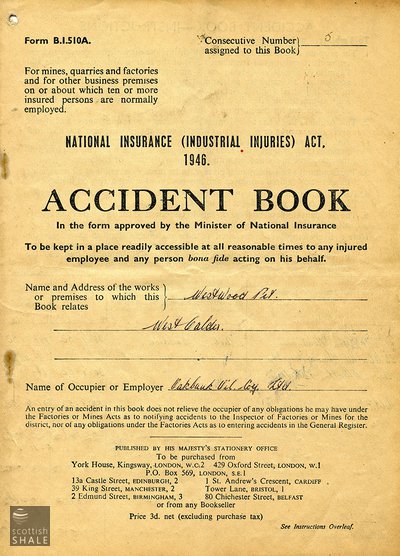 Form B.I.510A.
Consecutive Number assigned to this Book} 5
For mines, quarries and factories
and for other business premises
on or about which ten or more
insured persons are normally
employed.
NATIONAL INSURANCE (INDUSTRIAL INJURIES) ACT,
1946.
ACCIDENT BOOK
In the form approved by the Minister of National Insurance
To be kept in a place readily accessible at all reasonable times to any injured
employee and any person bona fide acting on his behalf.
Name and Address of the works
or premises to which this } Westwood Pit.
Book relates
West Calder.
Name of Occupier or Employer Oakbank Oil. Coy. Ltd.
An entry of an accident in this book does not relieve the occupier of any obligations he may have under
the Factories or Mines Acts as to notifying accidents to the Inspector of Factories or Mines for the
district, nor of any obligations under the Factories Acts as to entering accidents in the General Register.
PUBLISHED BY HIS MAJESTY'S STATIONERY OFFICE
To be purchased from
York House, Kingsway, LONDON, W.C.2 429 Oxford Street, LONDON, W.1
P.O. Box 569, LONDON, S.E.1
13a Castle Street, EDINBURGH, 2 1 St. Andrew's Crescent, CARDIFF
39 King Street, MANCHESTER, 2 Tower Lane, BRISTOL, 1
2 Edmund Street, BIRMINGHAM, 3 80 Chichester Street, BELFAST
or from any Bookseller
Price 3d. net (excluding purchase tax)
See Instructions Overleaf.
scottish
SHALE